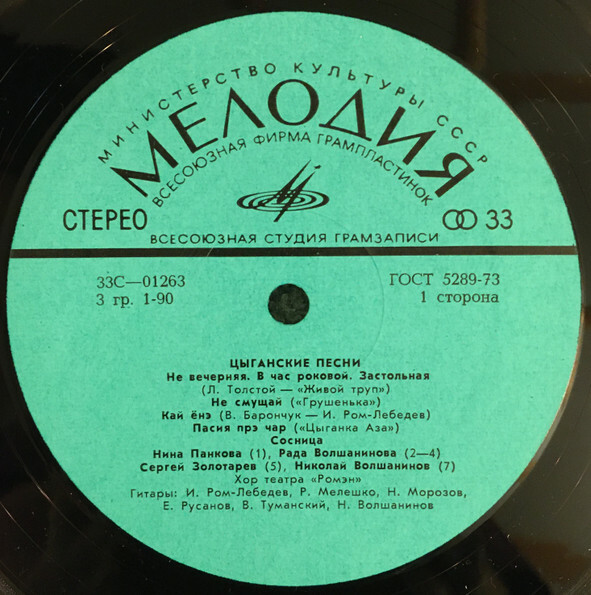 МИНИСТЕРСТВО КУЛЬТУРЫ СССР
МЕЛОДИЯ
ВСЕСОЮЗНАЯ ФИРМА ГРАМПЛАСТИНОК
СТЕРЕО 33
ВСЕСОЮЗНАЯ СТУДИЯ ГРАМЗАПИСИ
33С—01263 ГОСТ 5289-73
3 гр. 1-90 1 сторона
ЦЫГАНСКИЕ ПЕСНИ
Не вечерняя. В час роковой. Застольная
(Л. Толстой — «Живой труп»)
Не смущай («Грушенька»)
Кай ёнэ (В. Барончук — И. Ром-Лебедев)
Пасия прэ чар («Цыганка Аза»)
Сосница
Нина Панкова (1), Рада Волшанинова (2—4)
Сергей Золотарев (5), Николай Волшанинов (7)
Хор театра «Ромэн»
Гитары: И. Ром-Лебедев, Р. Мелешко, Н. Морозов,
Е. Русанов, В. Туманский, Н. Волшанинов